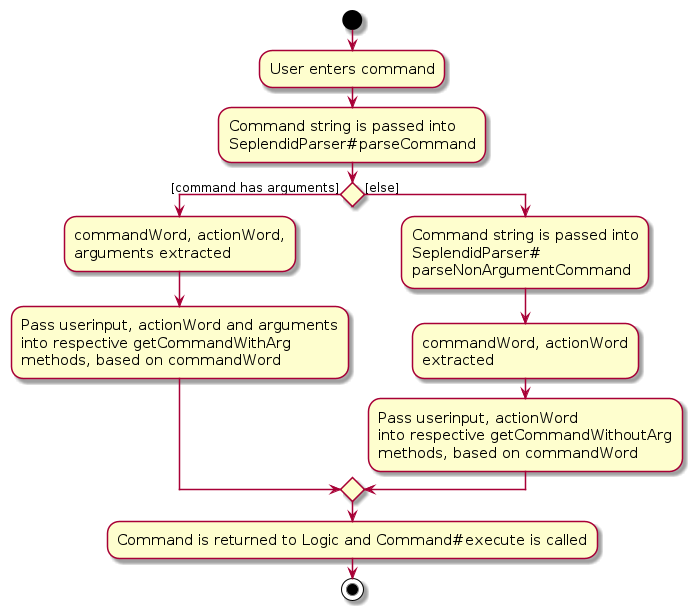 User enters command
Command string is passed into
SeplendidParser#parseCommand
[command has arguments]
[else]
commandWord, actionWord,
arguments extracted
Pass userinput, actionWord and arguments
into respective getCommandWithArg
methods, based on commandWord
Command string is passed into
SeplendidParser#
parseNonArgumentCommand
commandWord, actionWord
extracted
Pass userinput, actionWord
into respective getCommandWithoutArg
methods, based on commandWord
Command is returned to Logic and Command#execute is called